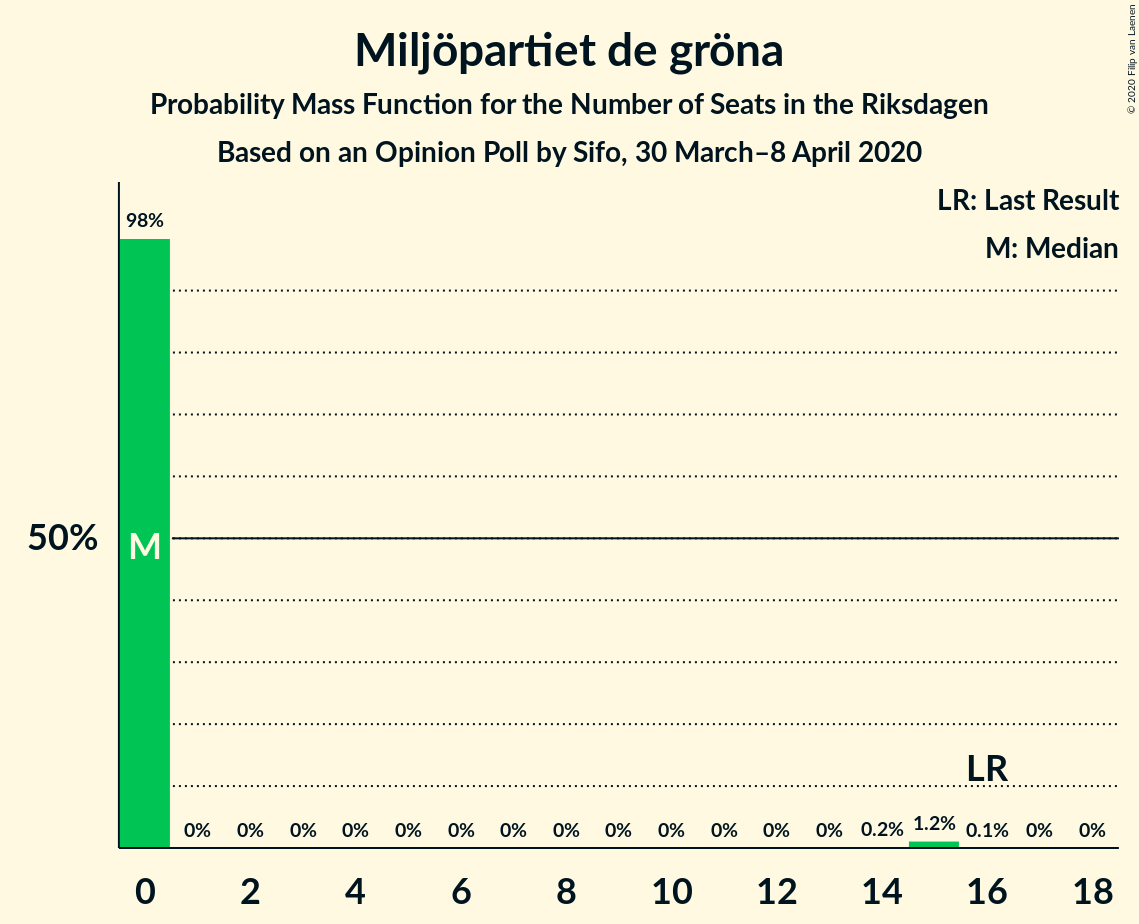 Miljöpartiet de gröna
Probability Mass Function for the Number of Seats in the Riksdagen
Based on an Opinion Poll by Sifo, 30 March–8 April 2020
© 2020 Filip van Laenen
LR: Last Result
M: Median
98%
50%
M
LR
0% 0% 0% 0% 0% 0% 0% 0% 0% 0% 0% 0% 0% 0.2% 1.2% 0.1% 0% 0%
0 2 4 6 8 10 12 14 16 18